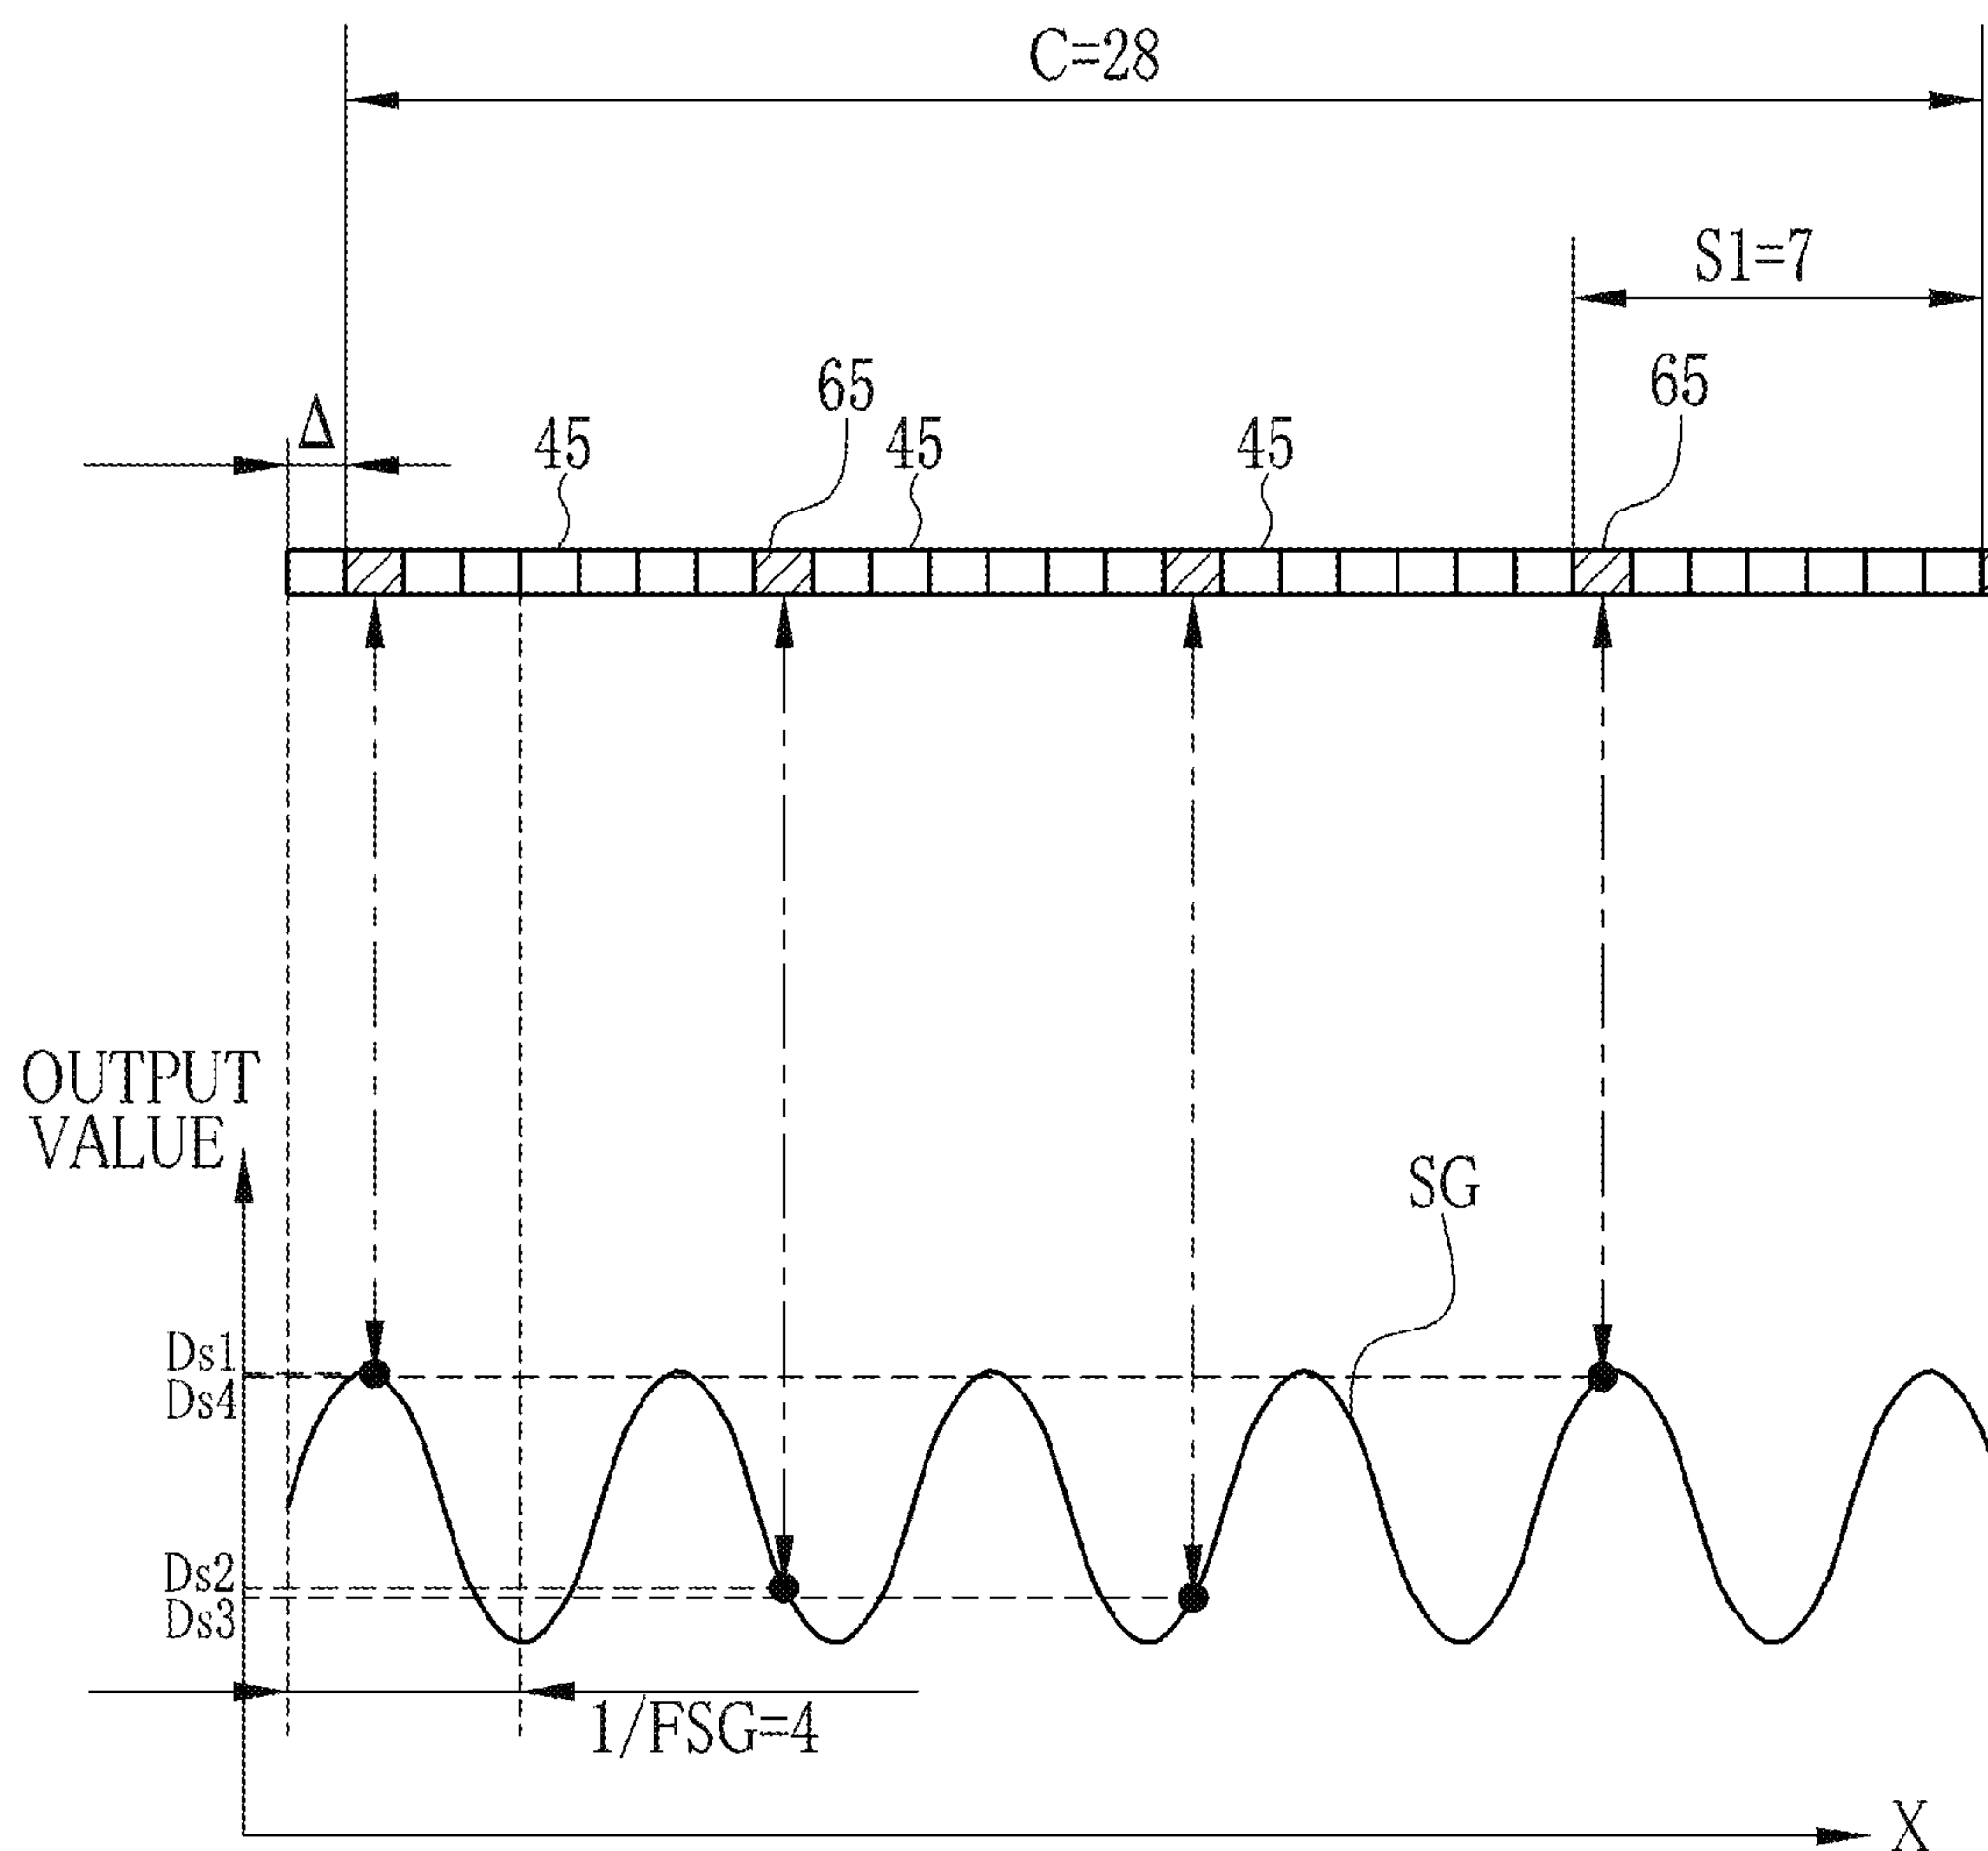 C=28
S1=7
Δ
65
65
45
45
45
OUTPUT
VALUE
SG
Ds1
Ds4
Ds2
Ds3
1/FSG=4
X